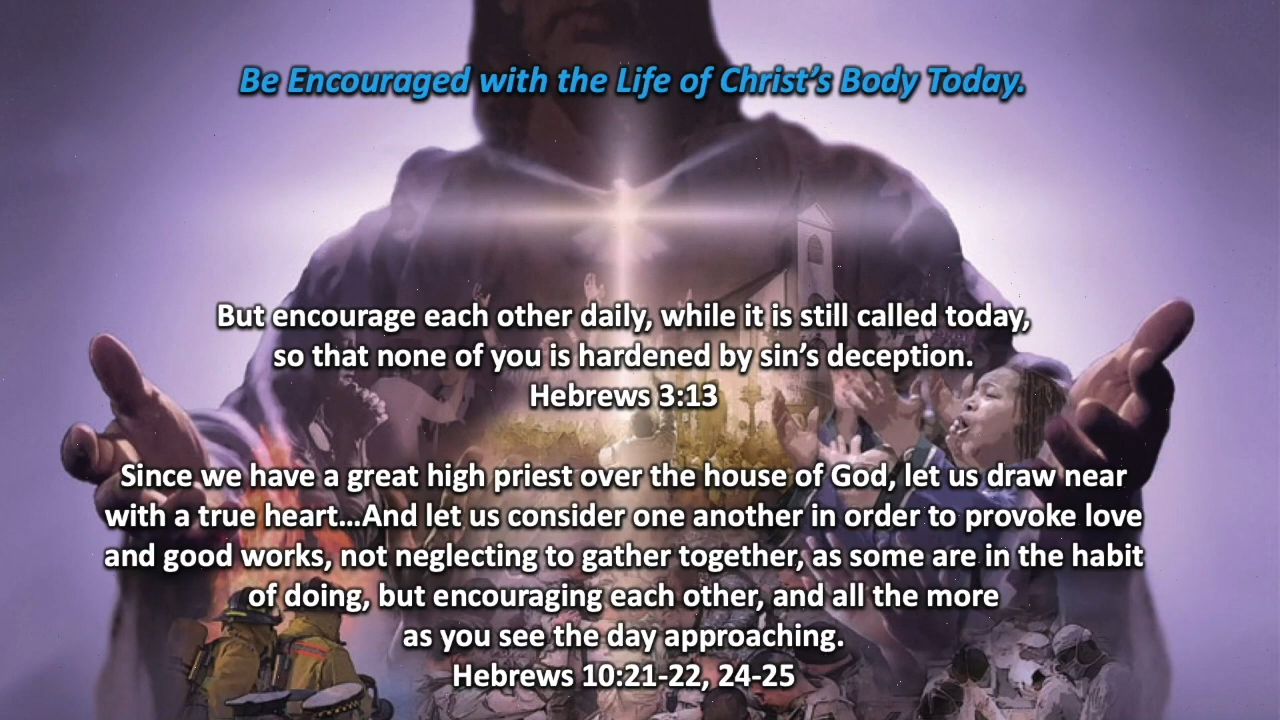 Be Encouraged with the Life of Christ’s Body Today.
But encourage each other daily, while it is still called today,
so that none of you is hardened by sin’s deception.
Hebrews 3:13
Since we have a great high priest over the house of God, let us draw near
with a true heart…And let us consider one another in order to provoke love
and good works, not neglecting to gather together, as some are in the habit
of doing, but encouraging each other, and all the more
as you see the day approaching.
Hebrews 10:21-22, 24-25